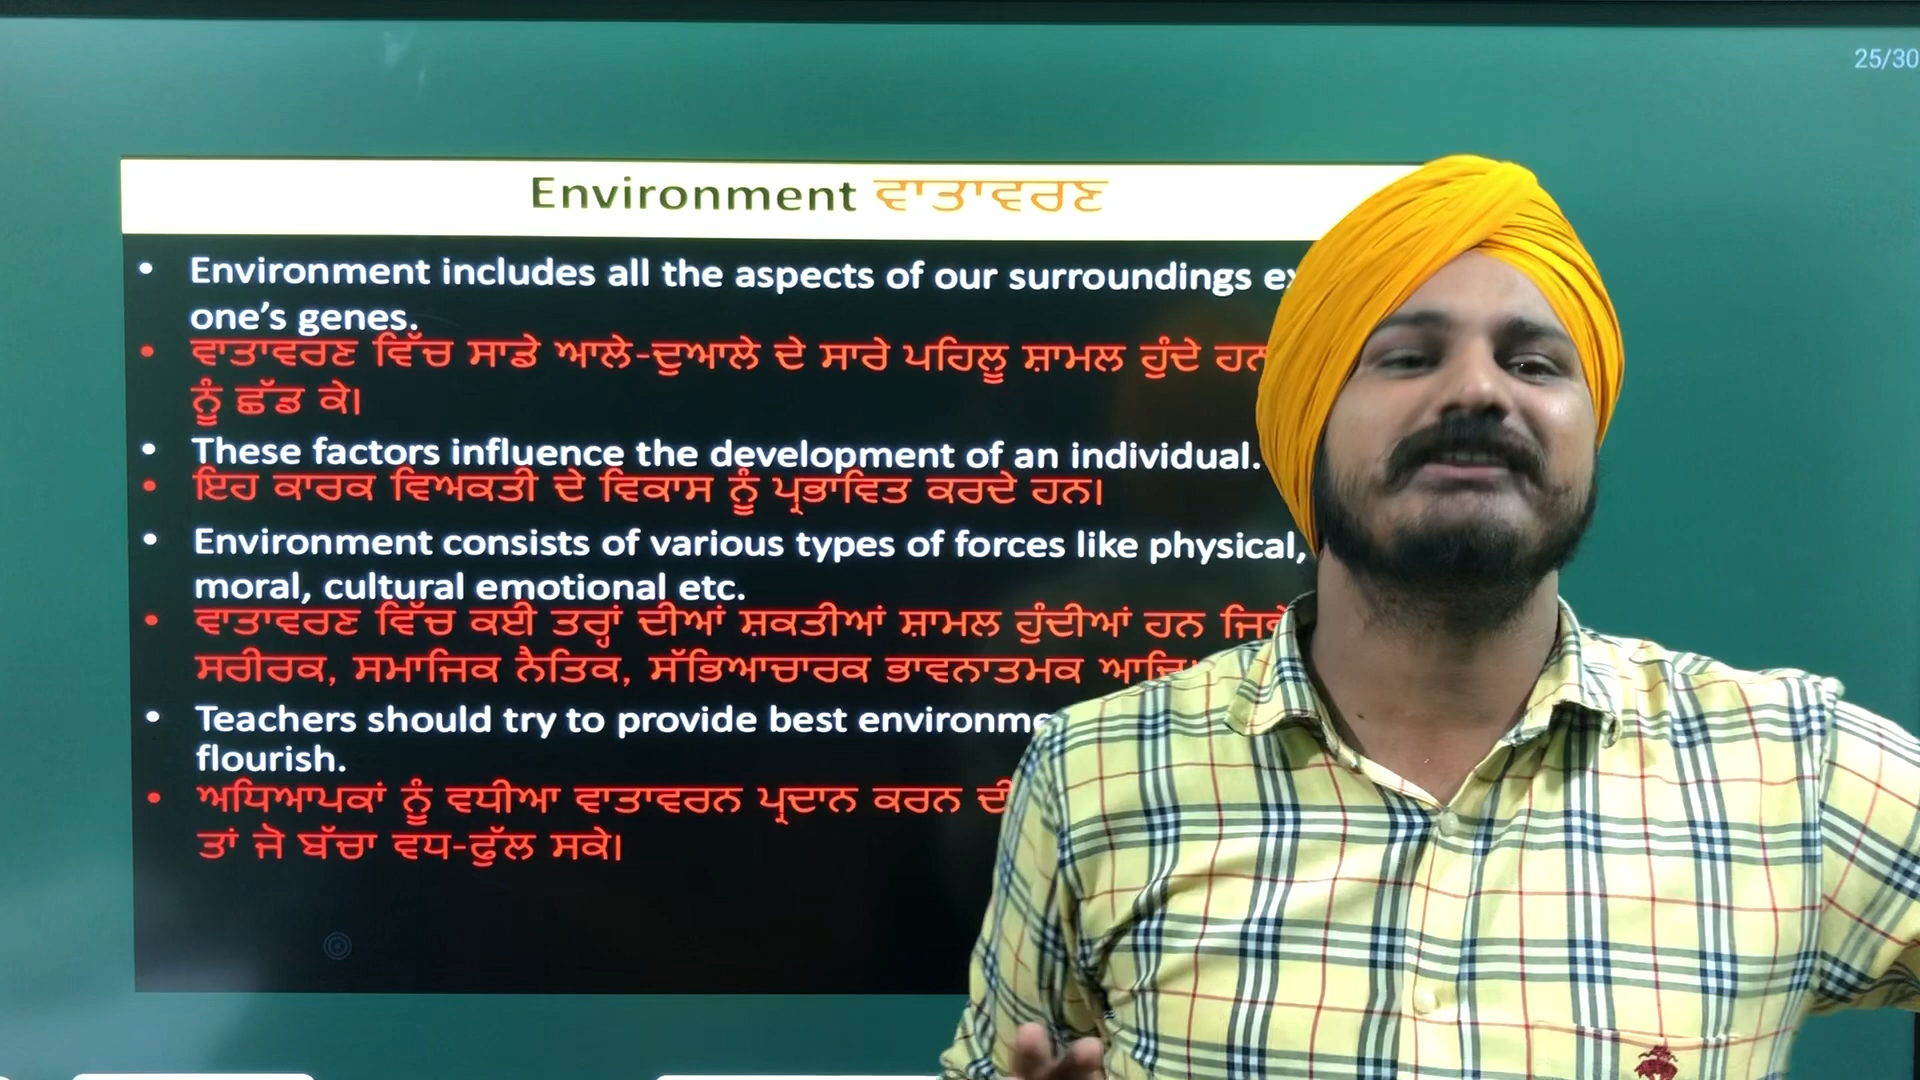 25/30
Environment ਵਾਤਾਵਰਣ
• Environment includes all the aspects of our surroundings
one's genes.
• ਵਾਤਾਵਰਣ ਵਿੱਚ ਸਾਡੇ ਆਲੇ-ਦੁਆਲੇ ਦੇ ਸਾਰੇ ਪਹਿਲੂ ਸ਼ਾਮਲ ਹੁੰਦੇ ਹਨ
ਨੂੰ ਛੱਡ ਕੇ।
• These factors influence the development of an individual.
• ਇਹ ਕਾਰਕ ਵਿਅਕਤੀ ਦੇ ਵਿਕਾਸ ਨੂੰ ਪ੍ਰਭਾਵਿਤ ਕਰਦੇ ਹਨ।
• Environment consists of various types of forces like physical,
moral, cultural emotional etc.
• ਵਾਤਾਵਰਣ ਵਿੱਚ ਕਈ ਤਰ੍ਹਾਂ ਦੀਆਂ ਸ਼ਕਤੀਆਂ ਸ਼ਾਮਲ ਹੁੰਦੀਆਂ ਹਨ
ਸਰੀਰਕ, ਸਮਾਜਿਕ ਨੈਤਿਕ, ਸੱਭਿਆਚਾਰਕ ਭਾਵਨਾਤਮਕ ਆਦਿ।
• Teachers should try to provide best
flourish.
• ਅਧਿਆਪਕਾਂ ਨੂੰ ਵਧੀਆ ਵਾਤਾਵਰਨ ਪ੍ਰਦਾਨ ਕਰਨ ਦੀ
ਤਾਂ ਜੋ ਬੱਚਾ ਵਧ-ਫੁੱਲ ਸਕੇ।